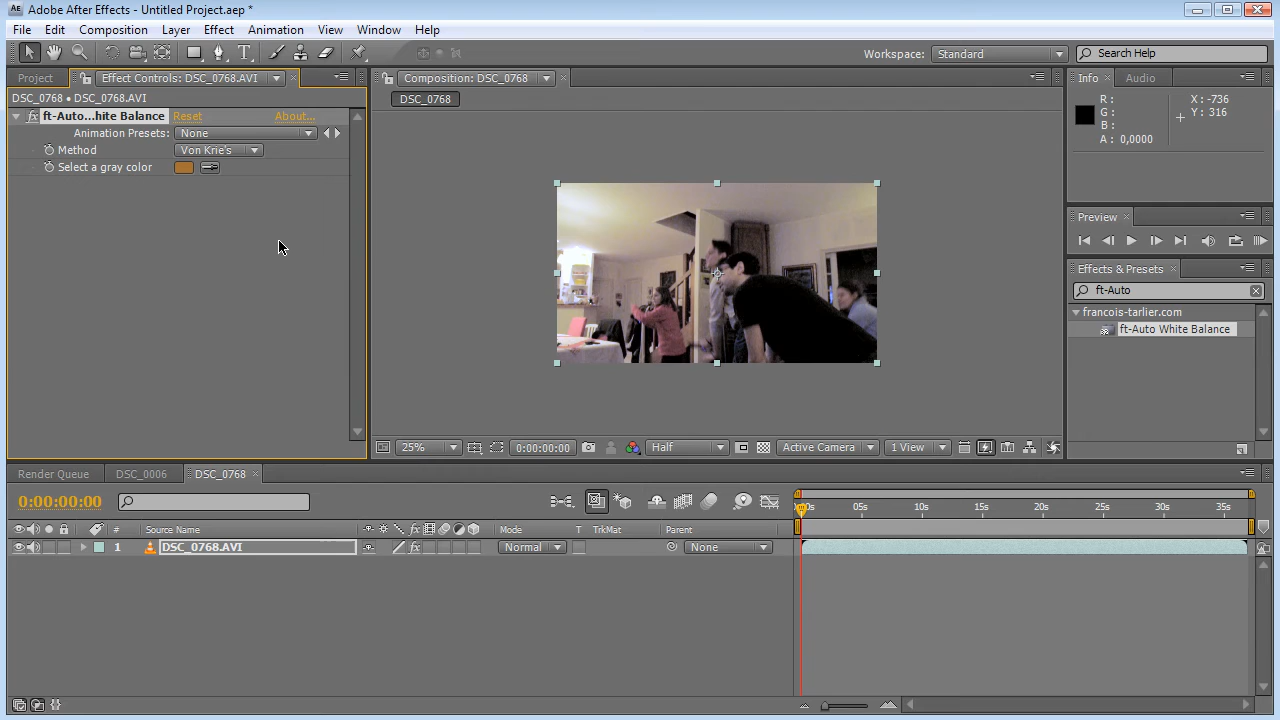 Adobe After Effects - Untitled Project.aep *
File Edit Composition Layer Effect Animation View Window Help
Workspace: Standard Search Help
Project Effect Controls: DSC_0768.AVI
Composition: DSC_0768
Info Audio
DSC_0768 • DSC_0768.AVI
DSC_0768
ft-Auto...hite Balance Reset About...
Animation Presets: None
Method Von Krie's
Select a gray color
R :
G :
B :
A : 0,0000
X : -736
Y : 316
Preview
Effects & Presets
ft-Auto
francois-tarlier.com
ft-Auto White Balance
25% 0:00:00:00 Half Active Camera 1 View
Render Queue DSC_0006 DSC_0768
0:00:00:00
05s 10s 15s 20s 25s 30s 35s
# Source Name Mode T TrkMat Parent
1 DSC_0768.AVI Normal None